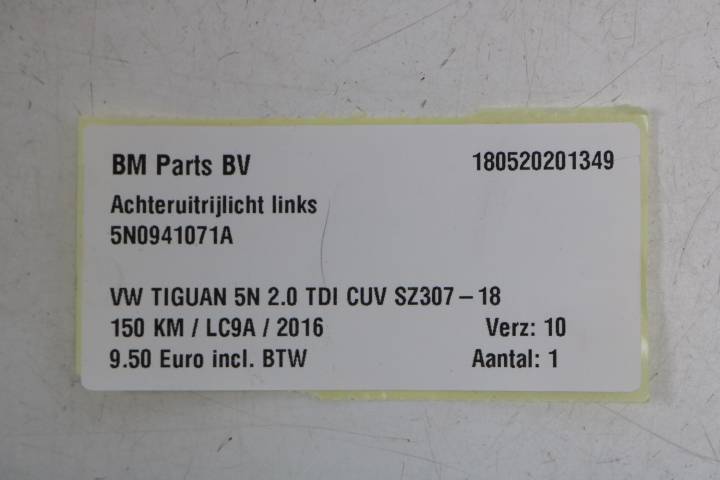 BM Parts BV 180520201349
Achteruitrijlicht links
5N0941071A
VW TIGUAN 5N 2.0 TDI CUV SZ307 - 18
150 KM / LC9A / 2016 Verz: 10
9.50 Euro incl. BTW Aantal: 1